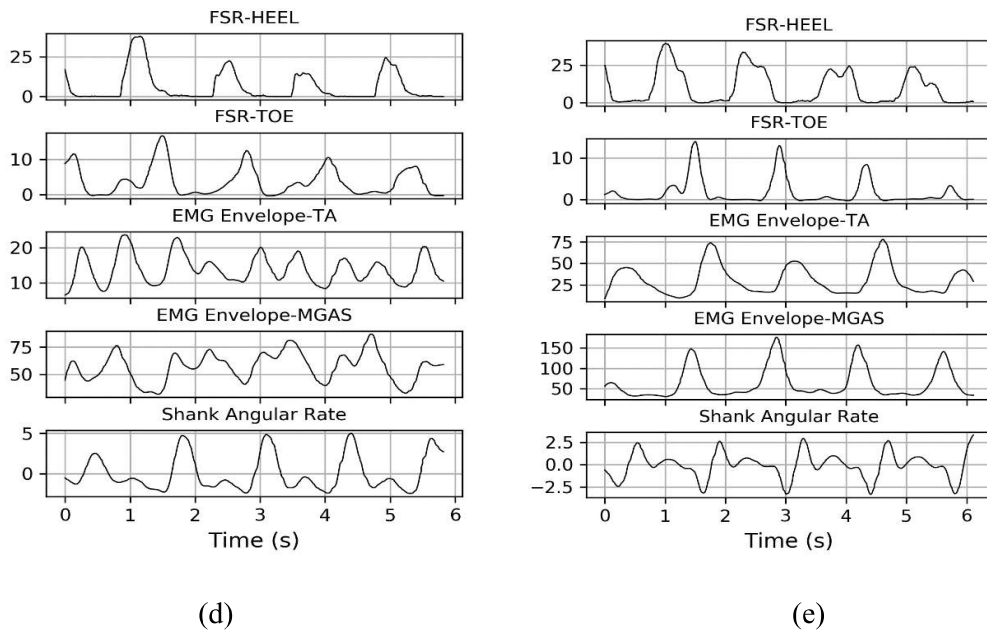 FSR-HEEL
25
0
FSR-TOE
10
0
EMG Envelope-TA
20
10
EMG Envelope-MGAS
75
50
Shank Angular Rate
5
0
0 1 2 3 4 5 6
Time (s)
(d)
FSR-HEEL
25
0
FSR-TOE
10
0
EMG Envelope-TA
75
50
25
EMG Envelope-MGAS
150
100
50
Shank Angular Rate
2.5
0.0
−2.5
0 1 2 3 4 5 6
Time (s)
(e)